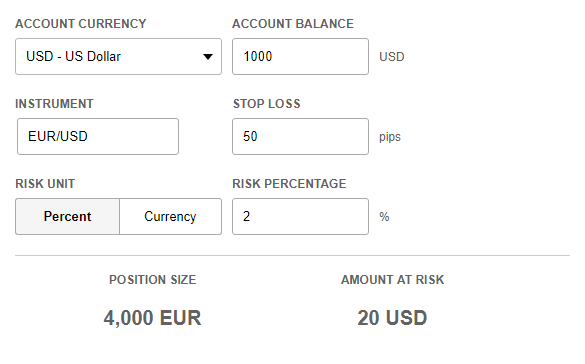 ACCOUNT CURRENCY ACCOUNT BALANCE
USD - US Dollar 1000 USD
INSTRUMENT STOP LOSS
EUR/USD 50 pips
RISK UNIT RISK PERCENTAGE
Percent Currency 2 %
POSITION SIZE AMOUNT AT RISK
4,000 EUR 20 USD